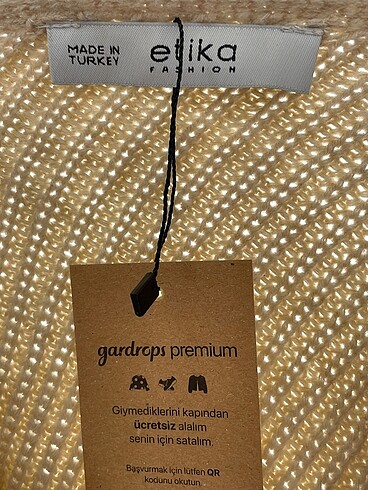 MADE IN
TURKEY
etika
FASHION
gardrops premium
Giymediklerini kapından
ücretsiz alalım
senin için satalım.
Başvurmak için lütfen QR
kodunu okutun.